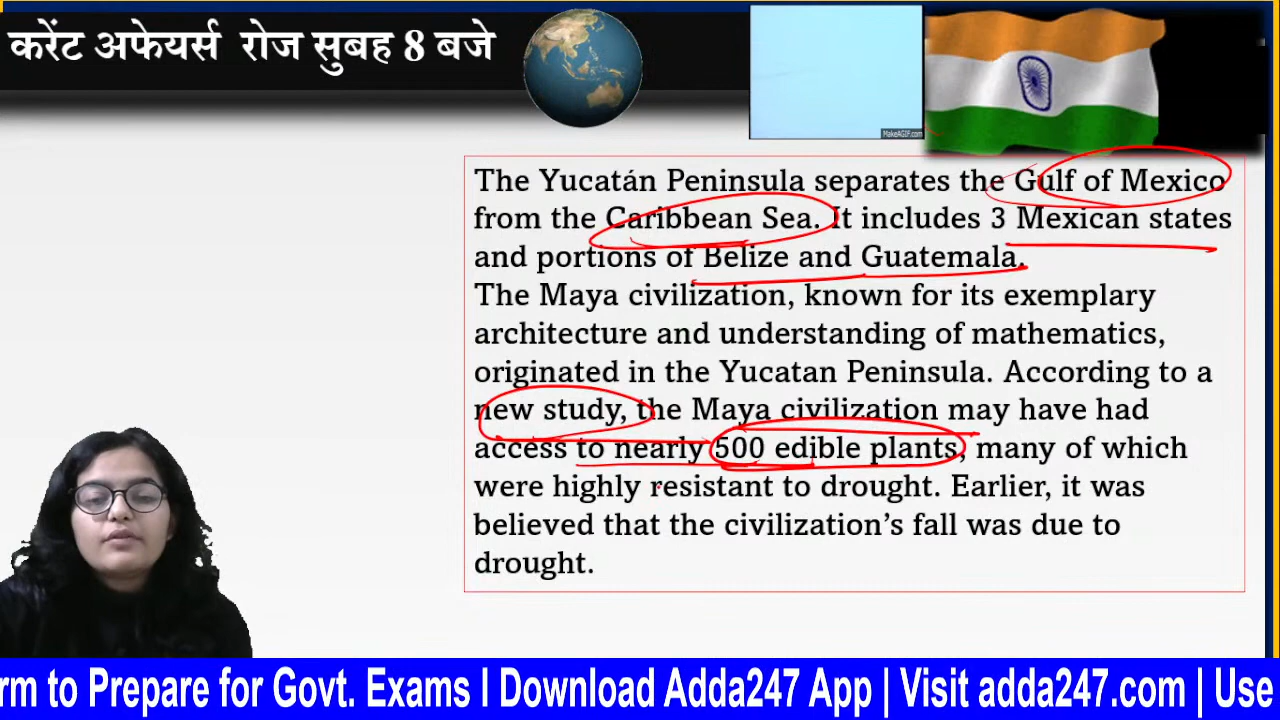 करेंट अफेयर्स रोज सुबह 8 बजे
MakeAGIF.com
The Yucatán Peninsula separates the Gulf of Mexico
from the Caribbean Sea. It includes 3 Mexican states
and portions of Belize and Guatemala.
The Maya civilization, known for its exemplary
architecture and understanding of mathematics,
originated in the Yucatan Peninsula. According to a
new study, the Maya civilization may have had
access to nearly 500 edible plants, many of which
were highly resistant to drought. Earlier, it was
believed that the civilization’s fall was due to
drought.
rm to Prepare for Govt. Exams I Download Adda247 App | Visit adda247.com | Use